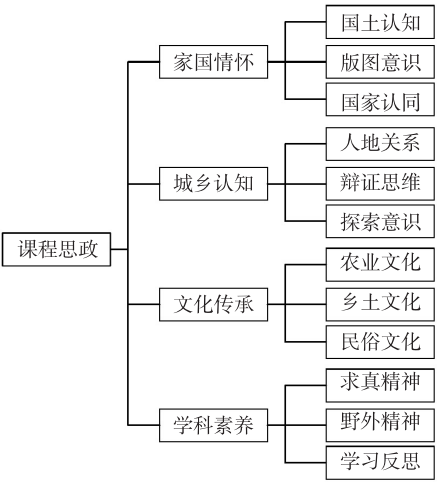 课程思政
家国情怀
国土认知
版图意识
国家认同
城乡认知
人地关系
辩证思维
探索意识
文化传承
农业文化
乡土文化
民俗文化
学科素养
求真精神
野外精神
学习反思